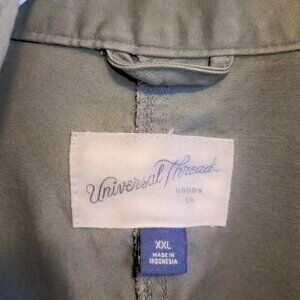 Universal Thread
GOODS
CO.
XXL
MADE IN
INDONESIA